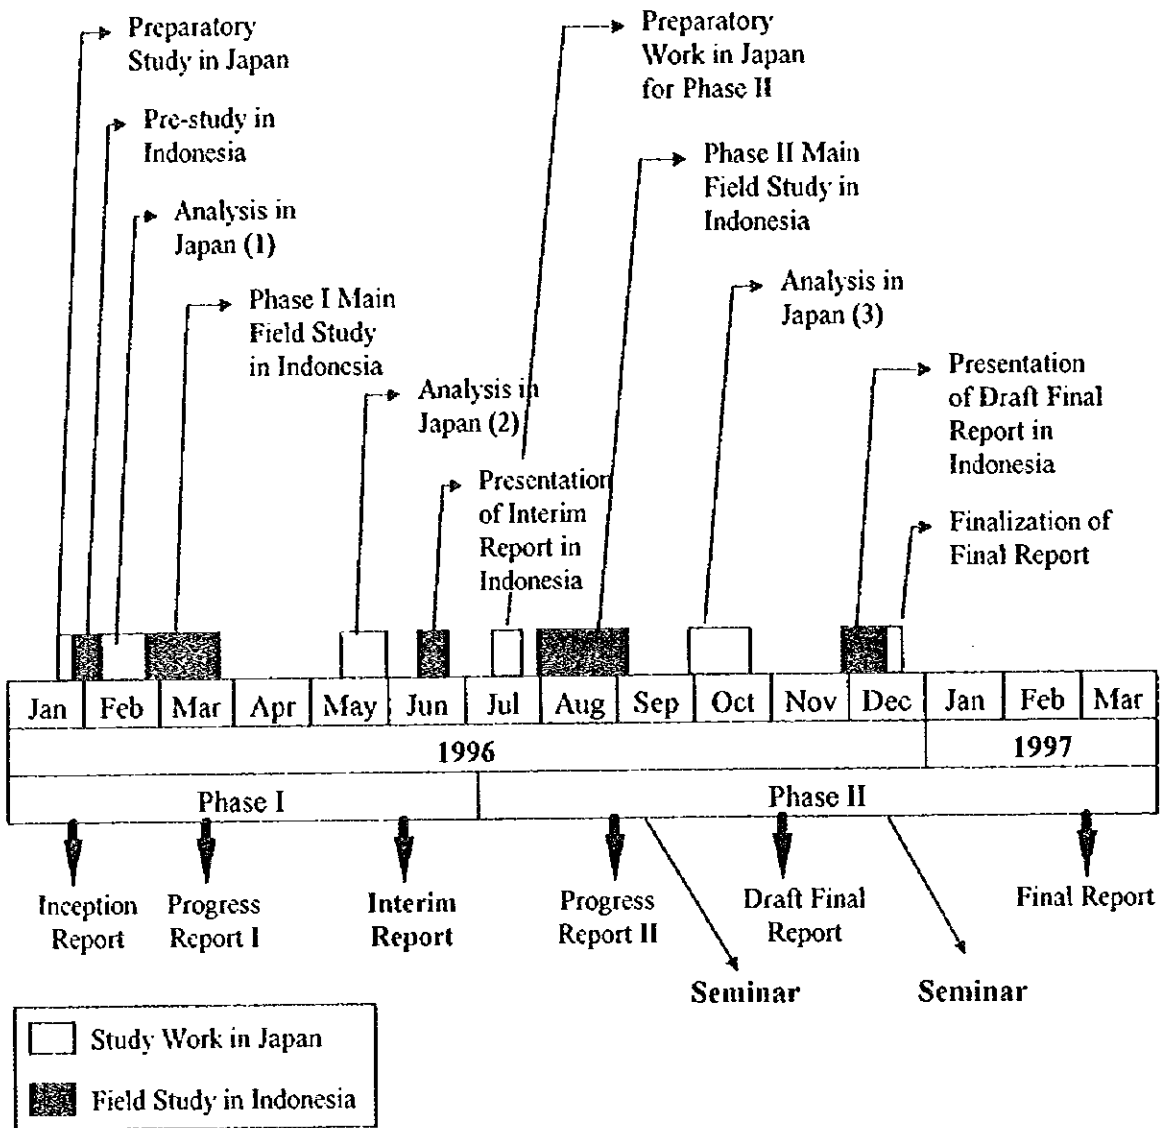 Preparatory
Study in Japan
Pre-study in
Indonesia
Analysis in
Japan (1)
Phase I Main
Field Study
in Indonesia
Analysis in
Japan (2)
Presentation
of Interim
Report in
Indonesia
Preparatory
Work in Japan
for Phase II
Phase II Main
Field Study in
Indonesia
Analysis in
Japan (3)
Presentation
of Draft Final
Report in
Indonesia
Finalization of
Final Report
Jan Feb Mar Apr May Jun Jul Aug Sep Oct Nov Dec Jan Feb Mar
1996 1997
Phase I Phase II
Inception
Report
Progress
Report I
Interim
Report
Progress
Report II
Draft Final
Report
Final Report
Seminar
Seminar
Study Work in Japan
Field Study in Indonesia